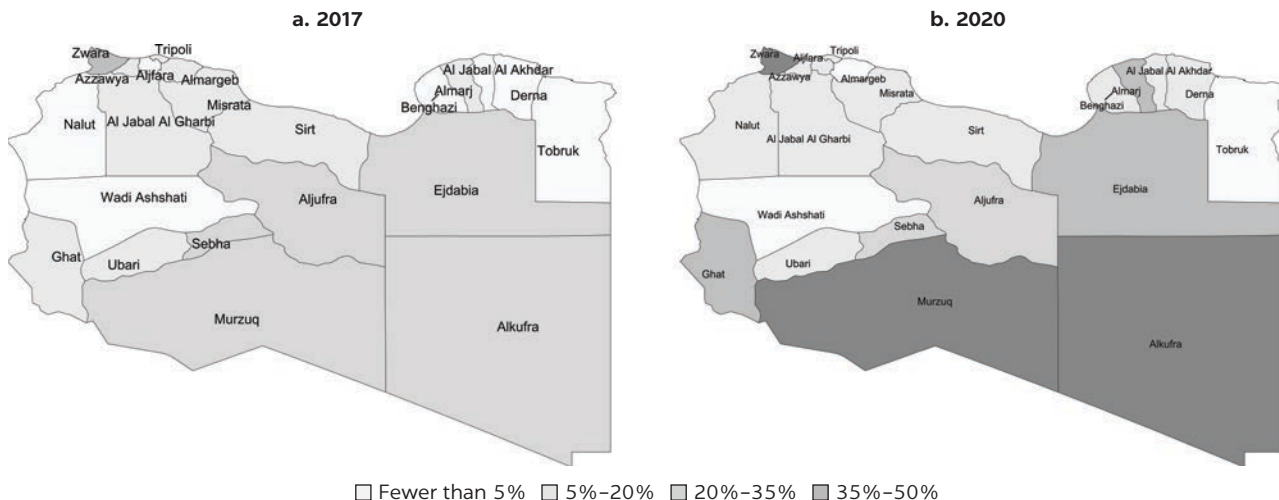 a. 2017
Zwara
Tripoli
Azzawya
Aljfara
Almargeb
Misrata
Nalut
Al Jabal Al Gharbi
Sirt
Al Jabal Al Akhdar
Almarj
Benghazi
Derna
Tobruk
Ejdabia
Wadi Ashshati
Aljufra
Sebha
Ghat
Ubari
Murzuq
Alkufra
b. 2020
Zwara
Tripoli
Aljfara
Azzawya
Almargeb
Misrata
Nalut
Al Jabal Al Gharbi
Sirt
Al Jabal Al Akhdar
Almarj
Benghazi
Derna
Tobruk
Ejdabia
Wadi Ashshati
Aljufra
Sebha
Ghat
Ubari
Murzuq
Alkufra
Fewer than 5% 5%–20% 20%–35% 35%–50%